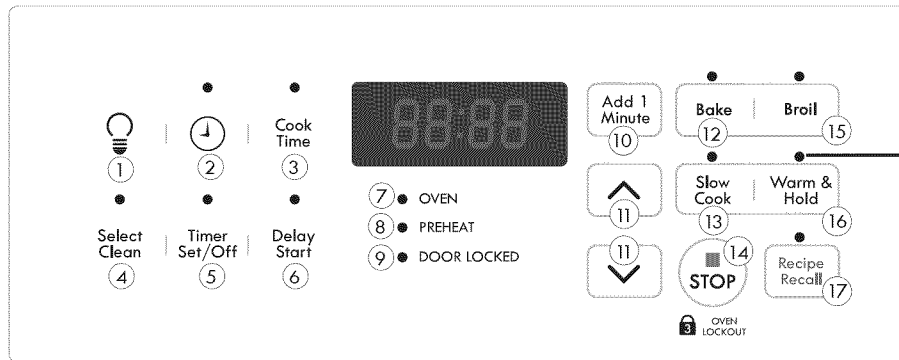 88:88
Cook
Time
1
2
3
Select
Clean
Timer
Set/Off
Delay
Start
4
5
6
7 OVEN
8 PREHEAT
9 DOOR LOCKED
Add 1
Minute
10
11
11
Bake
12
Broil
15
Slow
Cook
13
Warm &
Hold
16
14
STOP
Recipe
Recall
17
3 OVEN
LOCKOUT